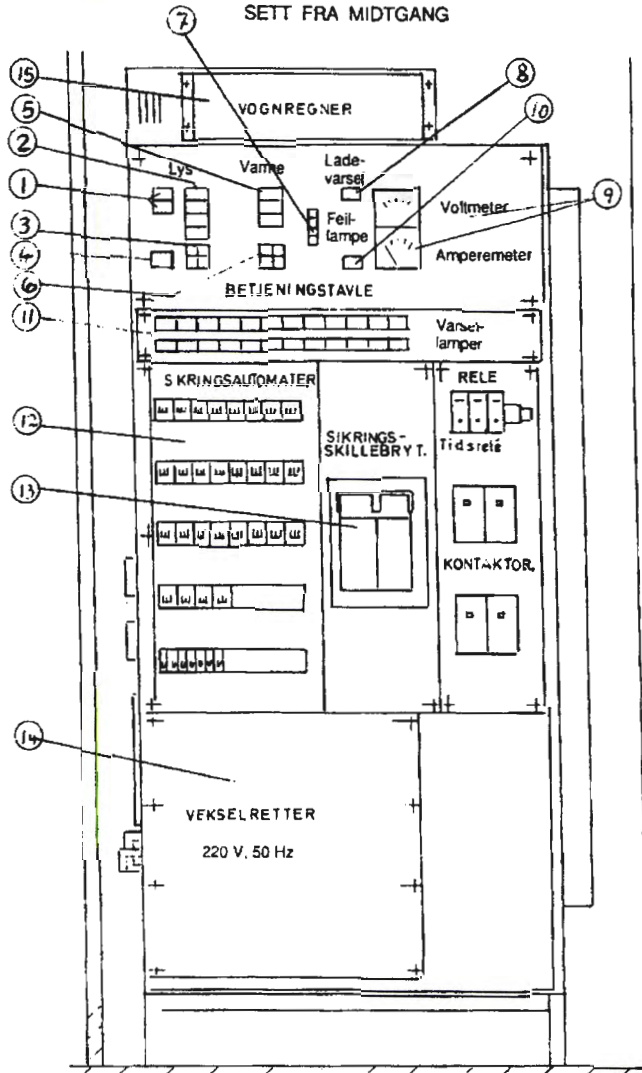 SETT FRA MIDTGANG
7
15
8
5
VOGNREGNER
10
2
Lys
Varme
Lade-
varsel
1
Feil-
lampe
Voltmeter
9
3
4
Amperemeter
6
BETJENINGSTAVLE
11
Varsel-
lamper
SIKRINGSAUTOMATER
RELE
12
SIKRINGS-
SKILLEBRYT.
Tidsrelé
13
KONTAKTOR.
14
VEKSELRETTER
220 V, 50 Hz